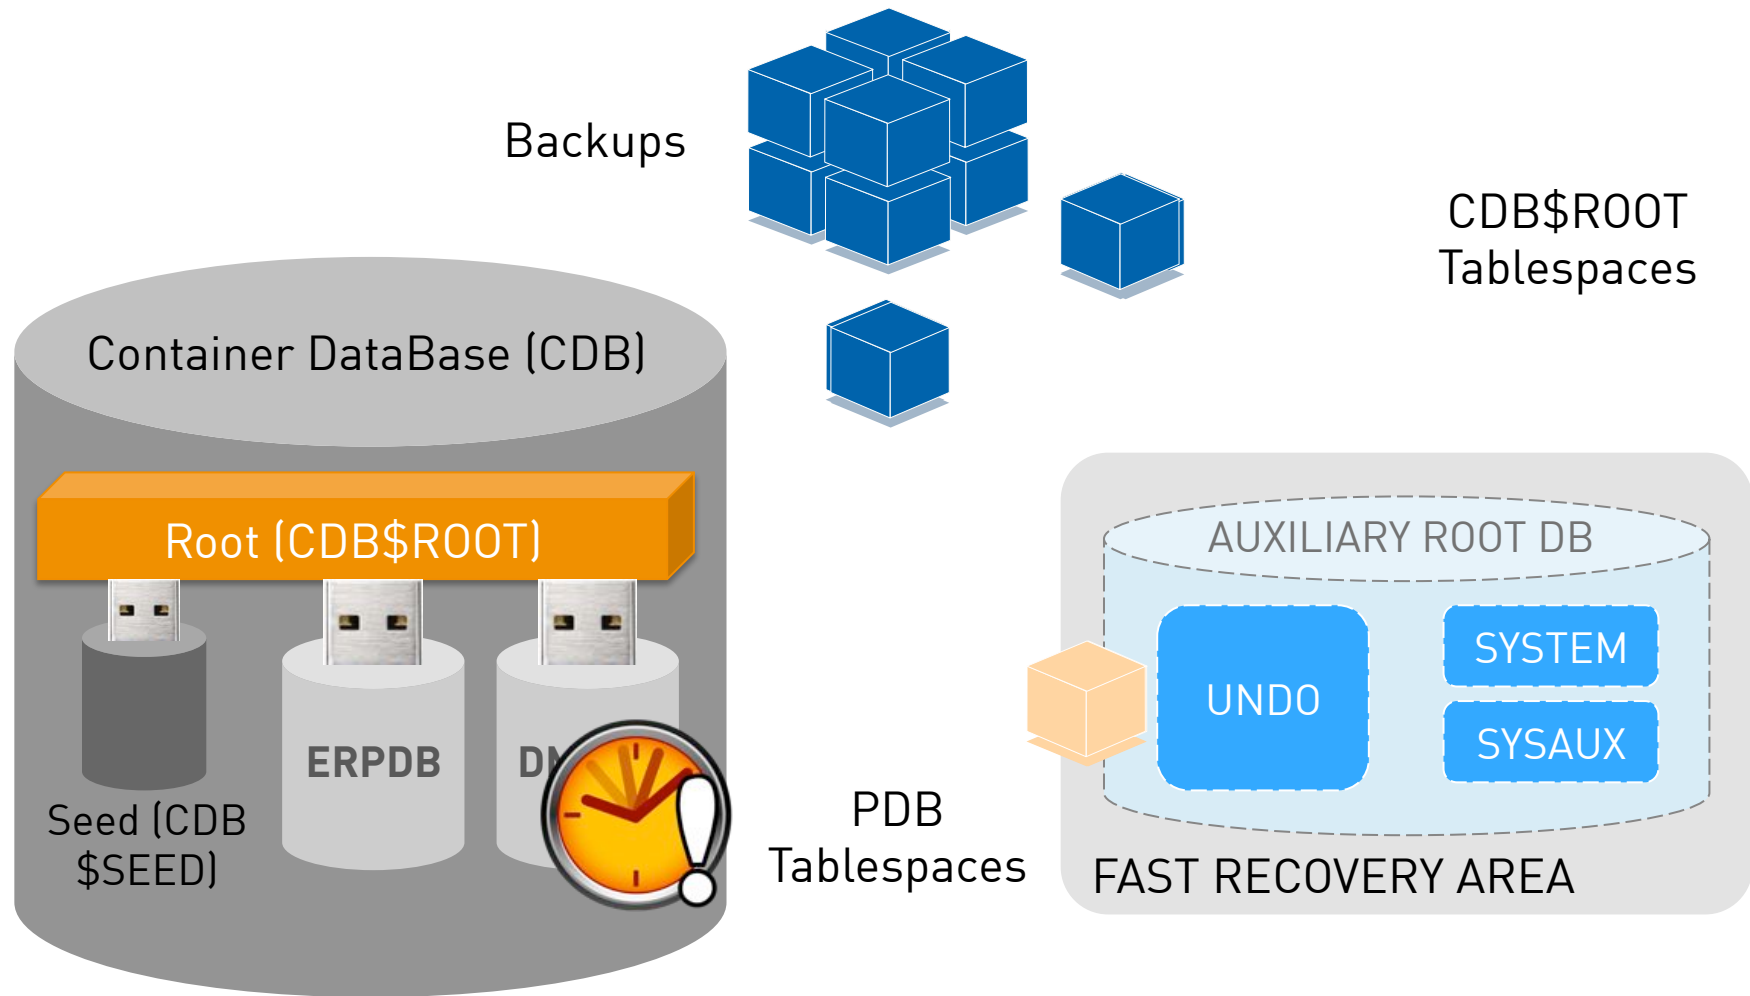 Backups
CDB$ROOT
Tablespaces
Container DataBase (CDB)
Root (CDB$ROOT)
AUXILIARY ROOT DB
SYSTEM
UNDO
SYSAUX
ERPDB
Seed (CDB
$SEED)
PDB
Tablespaces
FAST RECOVERY AREA